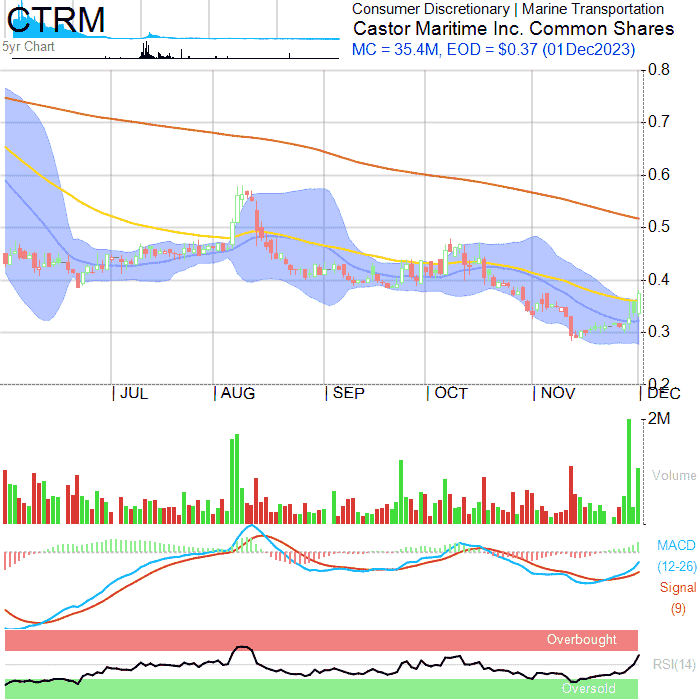 CTRM
5yr Chart
Consumer Discretionary | Marine Transportation
Castor Maritime Inc. Common Shares
MC = 35.4M, EOD = $0.37 (01Dec2023)
0.8
0.7
0.6
0.5
0.4
0.3
0.2
JUL
AUG
SEP
OCT
NOV
DEC
2M
Volume
MACD
(12-26)
Signal
(9)
Overbought
RSI(14)
Oversold